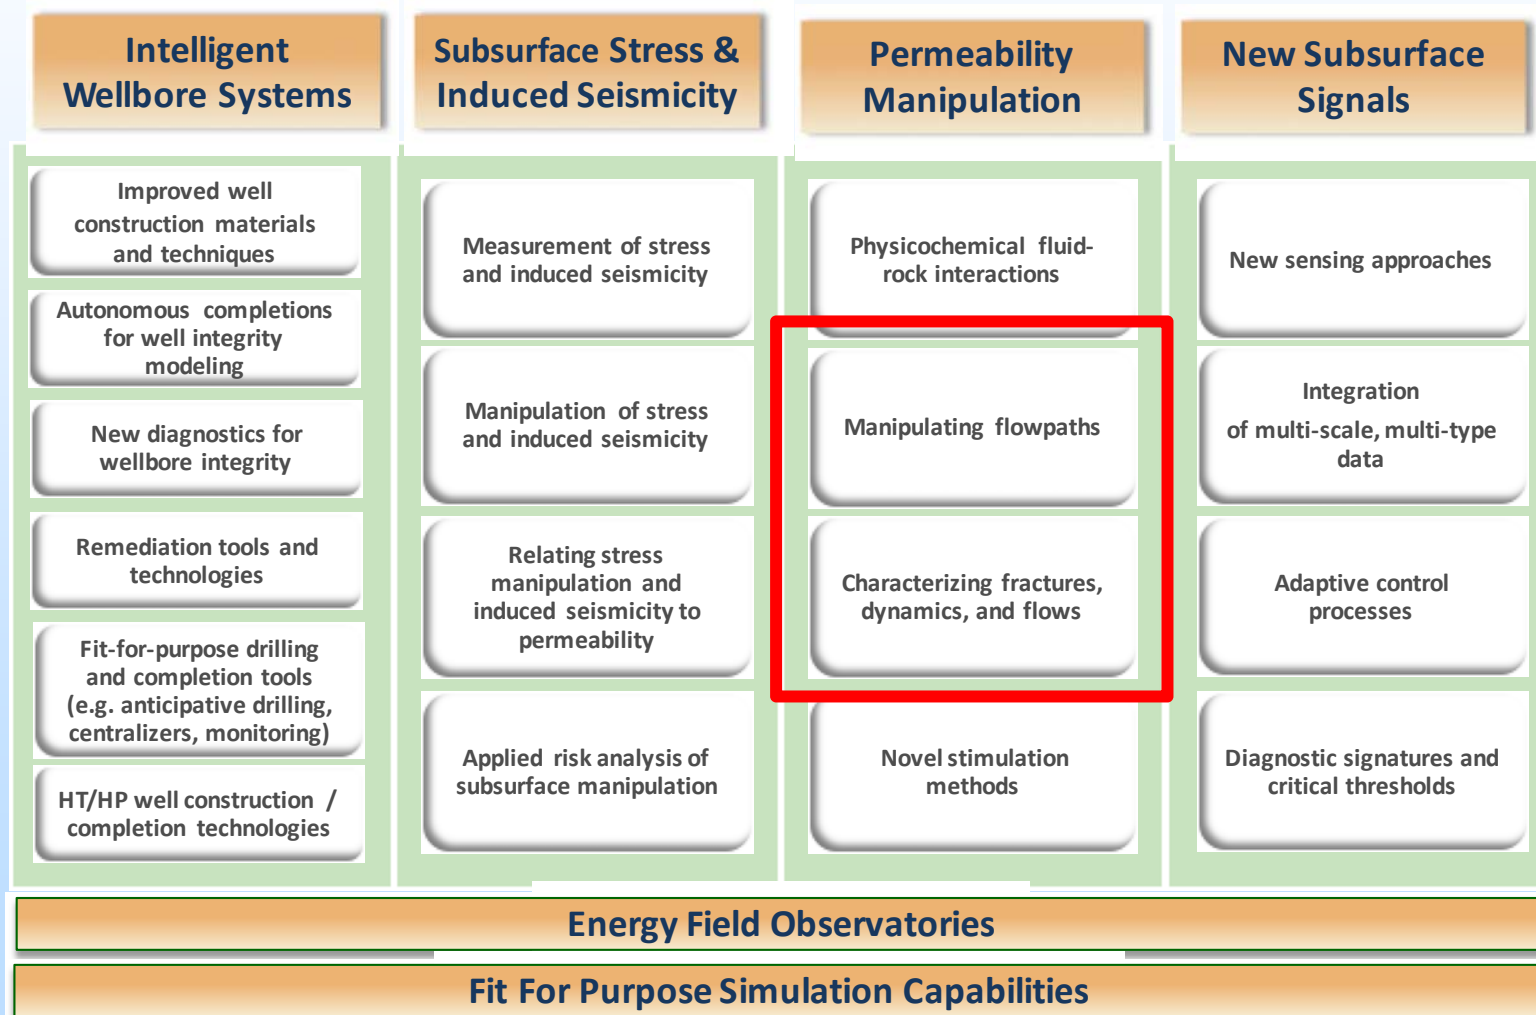 Intelligent
Wellbore Systems
Improved well
construction materials
and techniques
Autonomous completions
for well integrity
modeling
New diagnostics for
wellbore integrity
Remediation tools and
technologies
Fit-for-purpose drilling
and completion tools
(e.g. anticipative drilling,
centralizers, monitoring)
HT/HP well construction /
completion technologies
Subsurface Stress &
Induced Seismicity
Measurement of stress
and induced seismicity
Manipulation of stress
and induced seismicity
Relating stress
manipulation and
induced seismicity to
permeability
Applied risk analysis of
subsurface manipulation
Permeability
Manipulation
Physicochemical fluid-
rock interactions
Manipulating flowpaths
Characterizing fractures,
dynamics, and flows
Novel stimulation
methods
New Subsurface
Signals
New sensing approaches
Integration
of multi-scale, multi-type
data
Adaptive control
processes
Diagnostic signatures and
critical thresholds
Energy Field Observatories
Fit For Purpose Simulation Capabilities